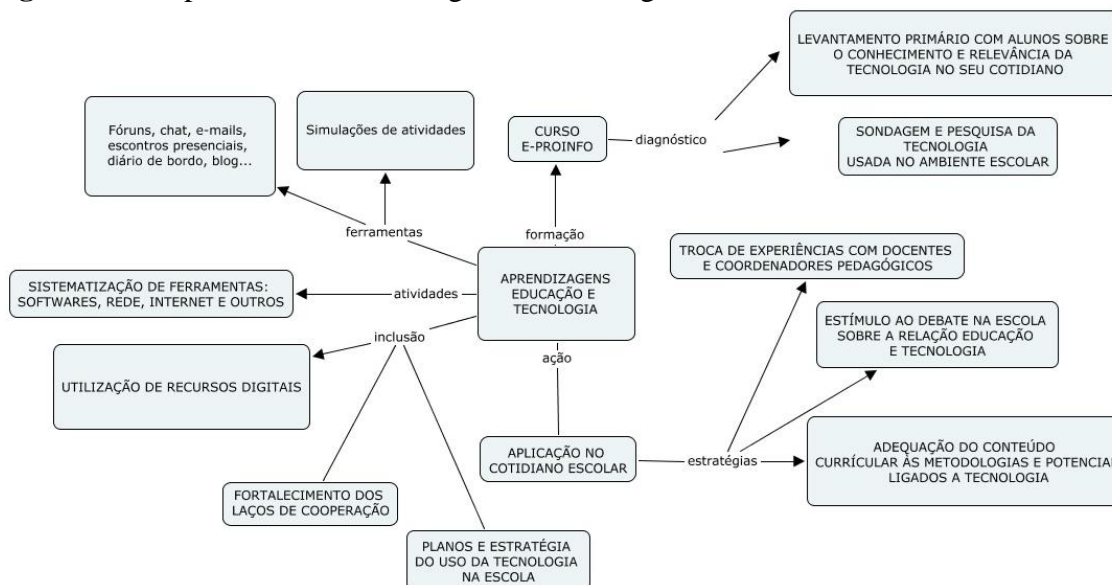 LEVANTAMENTO PRIMÁRIO COM ALUNOS SOBRE
O CONHECIMENTO E RELEVÂNCIA DA
TECNOLOGIA NO SEU COTIDIANO
Fóruns, chat, e-mails,
escontros presenciais,
diário de bordo, blog...
Simulações de atividades
CURSO
E-PROINFO
diagnóstico
SONDAGEM E PESQUISA DA
TECNOLOGIA
USADA NO AMBIENTE ESCOLAR
ferramentas
formação
TROCA DE EXPERIÊNCIAS COM DOCENTES
E COORDENADORES PEDAGÓGICOS
APRENDIZAGENS
EDUCAÇÃO E
TECNOLOGIA
SISTEMATIZAÇÃO DE FERRAMENTAS:
SOFTWARES, REDE, INTERNET E OUTROS
atividades
inclusão
ação
ESTÍMULO AO DEBATE NA ESCOLA
SOBRE A RELAÇÃO EDUCAÇÃO
E TECNOLOGIA
UTILIZAÇÃO DE RECURSOS DIGITAIS
APLICAÇÃO NO
COTIDIANO ESCOLAR
estratégias
ADEQUAÇÃO DO CONTEÚDO
CURRÍCULAR ÀS METODOLOGIAS E POTENCIAI
LIGADOS A TECNOLOGIA
FORTALECIMENTO DOS
LAÇOS DE COOPERAÇÃO
PLANOS E ESTRATÉGIA
DO USO DA TECNOLOGIA
NA ESCOLA